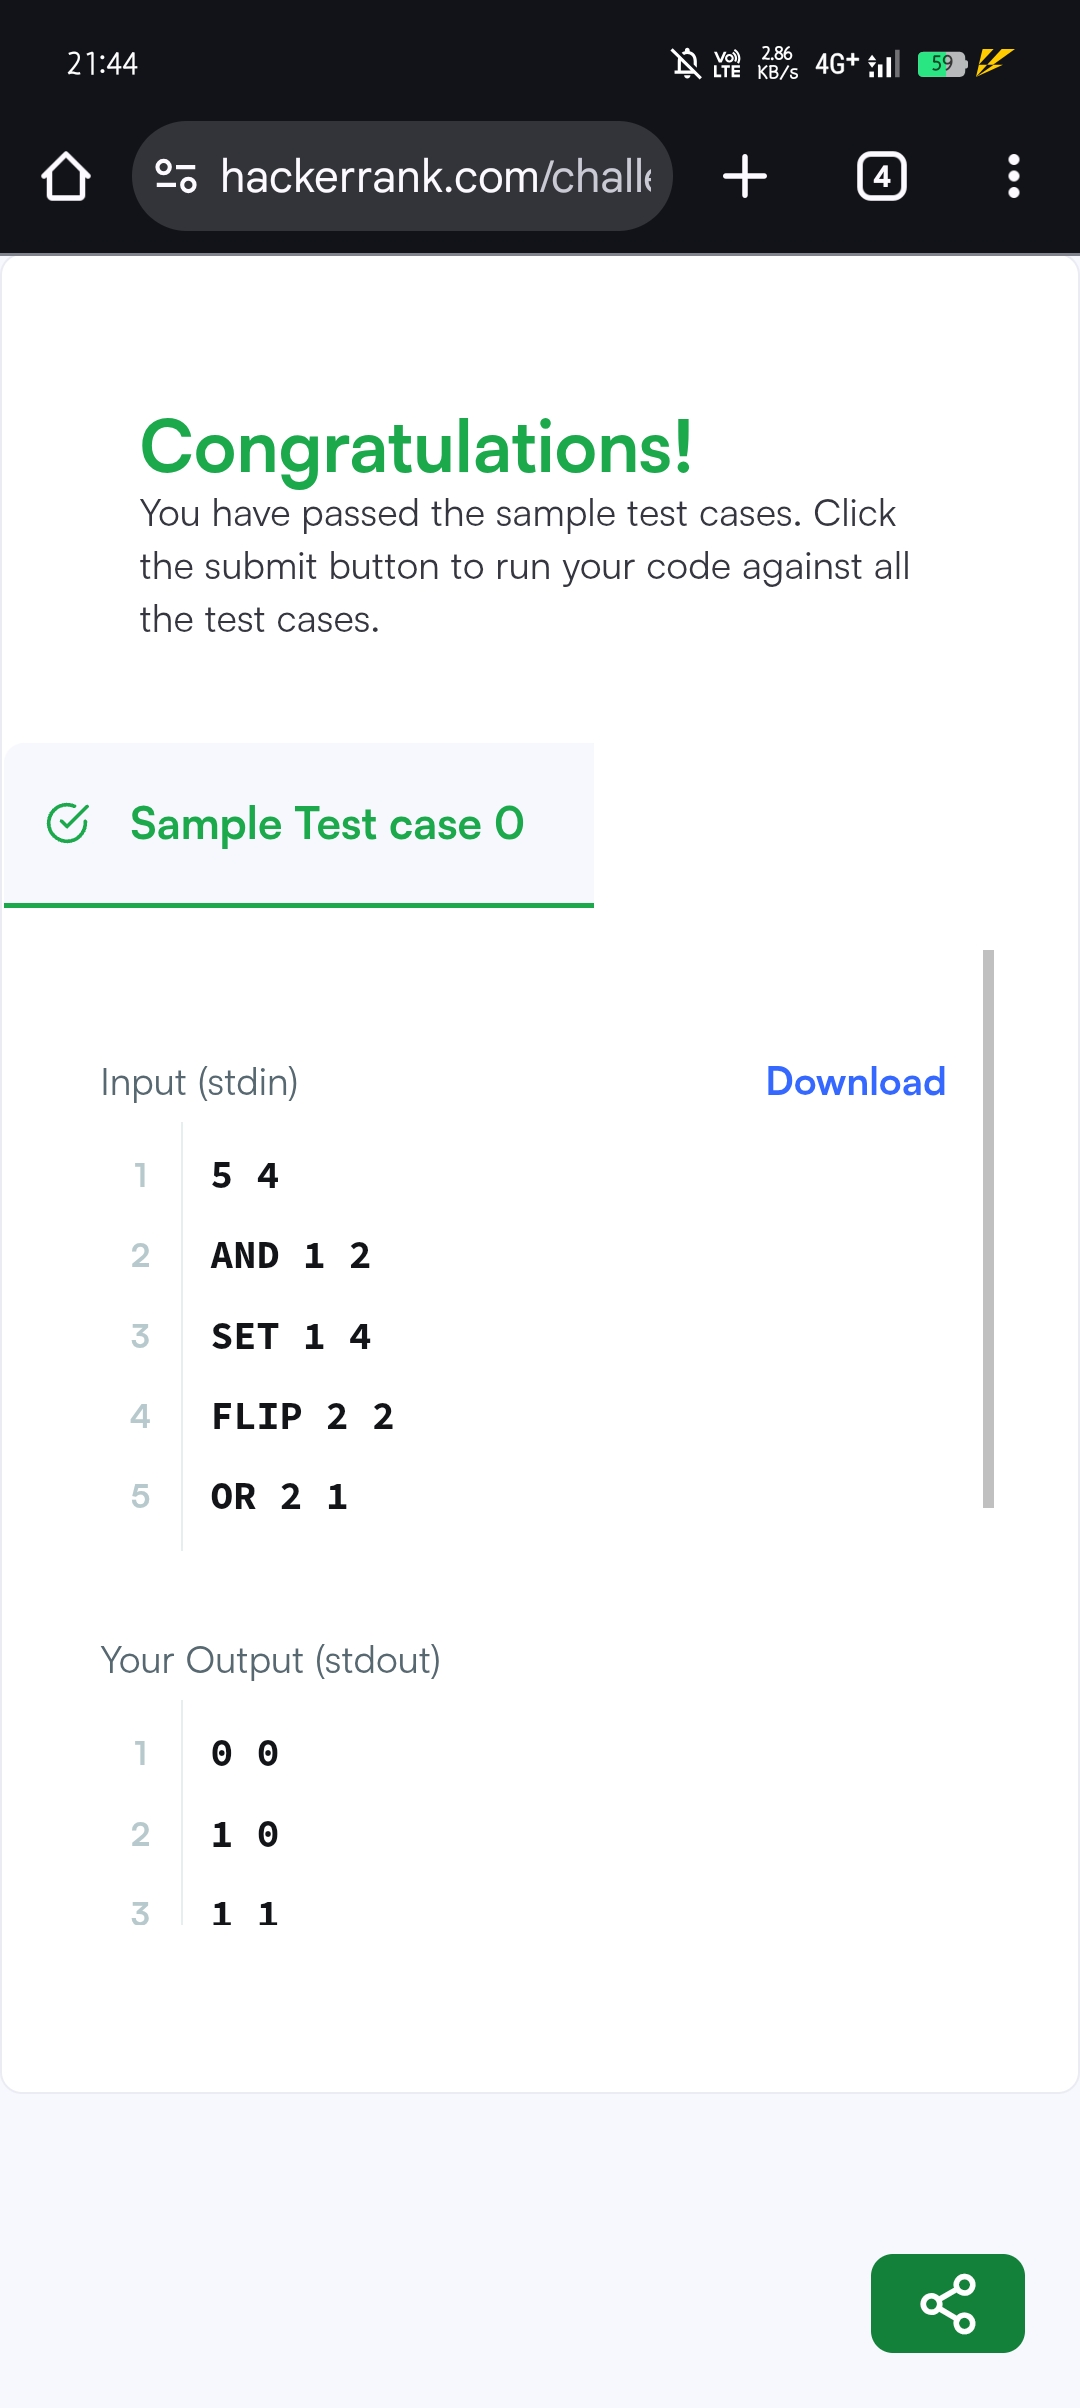 21:44
Vo)) LTE
2.86 KB/s
4G+
59
hackerrank.com/challe
4
Congratulations!
You have passed the sample test cases. Click
the submit button to run your code against all
the test cases.
Sample Test case 0
Input (stdin)
Download
1 5 4
2 AND 1 2
3 SET 1 4
4 FLIP 2 2
5 OR 2 1
Your Output (stdout)
1 0 0
2 1 0
3 1 1